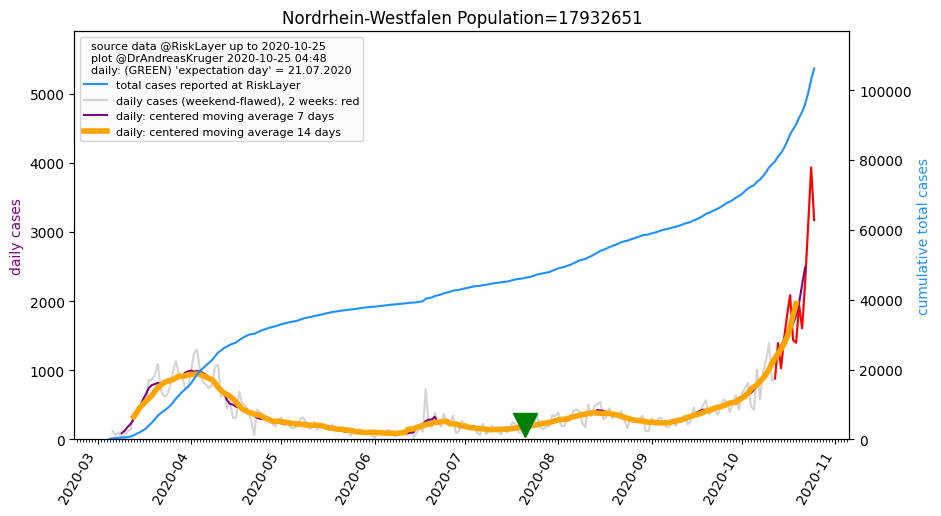 Nordrhein-Westfalen Population=17932651
source data @RiskLayer up to 2020-10-25
plot @DrAndreasKruger 2020-10-25 04:48
daily: (GREEN) 'expectation day' = 21.07.2020
total cases reported at RiskLayer
daily cases (weekend-flawed), 2 weeks: red
daily: centered moving average 7 days
daily: centered moving average 14 days
daily cases
5000
4000
3000
2000
1000
0
cumulative total cases
100000
80000
60000
40000
20000
0
2020-03
2020-04
2020-05
2020-06
2020-07
2020-08
2020-09
2020-10
2020-11